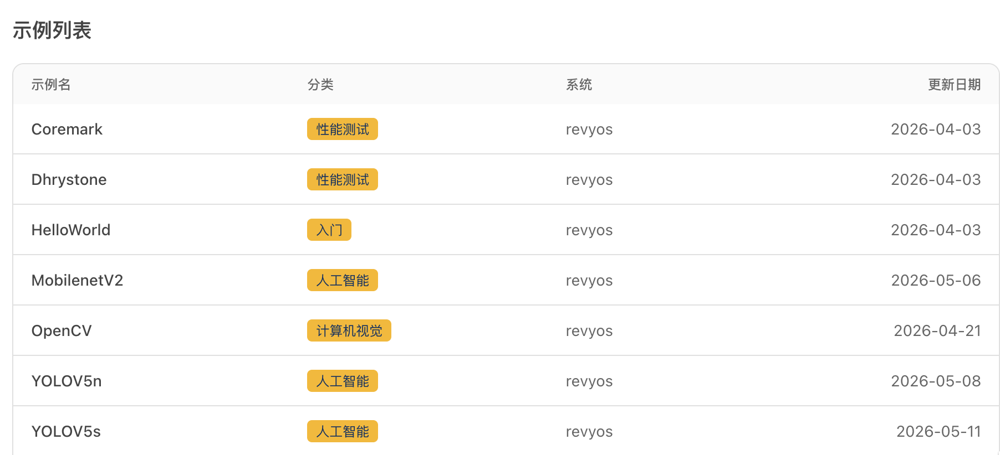 示例列表
示例名 分类 系统 更新日期
Coremark 性能测试 revyos 2026-04-03
Dhrystone 性能测试 revyos 2026-04-03
HelloWorld 入门 revyos 2026-04-03
MobilenetV2 人工智能 revyos 2026-05-06
OpenCV 计算机视觉 revyos 2026-04-21
YOLOV5n 人工智能 revyos 2026-05-08
YOLOV5s 人工智能 revyos 2026-05-11